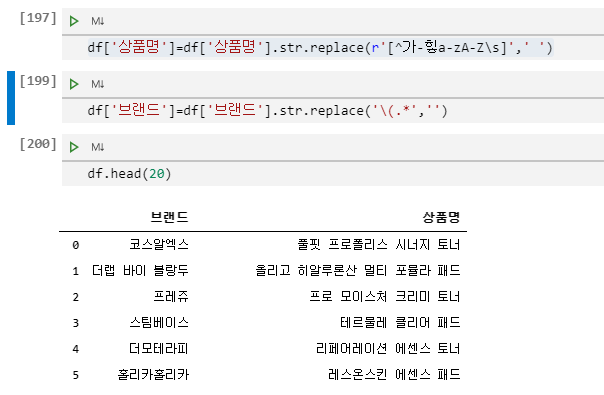 [197]
M↓
df['상품명']=df['상품명'].str.replace(r'[^가-힣a-zA-Z\s]',' ')
[199]
M↓
df['브랜드']=df['브랜드'].str.replace('\(.*','')
[200]
M↓
df.head(20)
브랜드 상품명
0 코스알엑스 풀핏 프로폴리스 시너지 토너
1 더랩 바이 블랑두 올리고 히알루론산 멀티 포뮬라 패드
2 프레쥬 프로 모이스처 크리미 토너
3 스팀베이스 테르물레 클리어 패드
4 더모테라피 리페어레이션 에센스 토너
5 홀리카홀리카 레스온스킨 에센스 패드